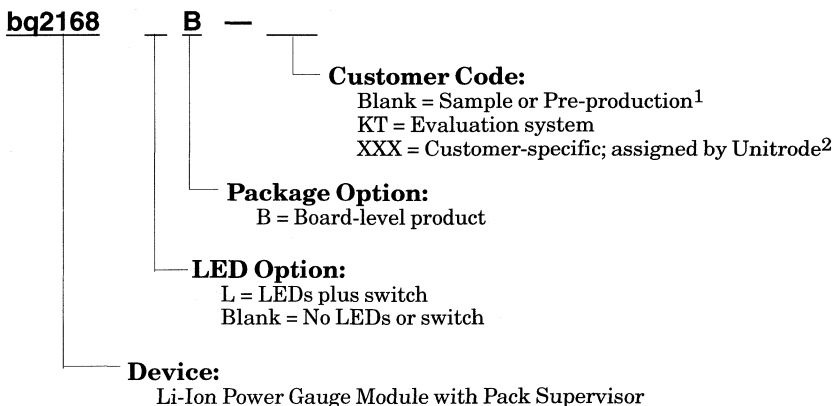 bq2168 _ B — ___
Customer Code:
Blank = Sample or Pre-production1
KT = Evaluation system
XXX = Customer-specific; assigned by Unitrode2
Package Option:
B = Board-level product
LED Option:
L = LEDs plus switch
Blank = No LEDs or switch
Device:
Li-Ion Power Gauge Module with Pack Supervisor